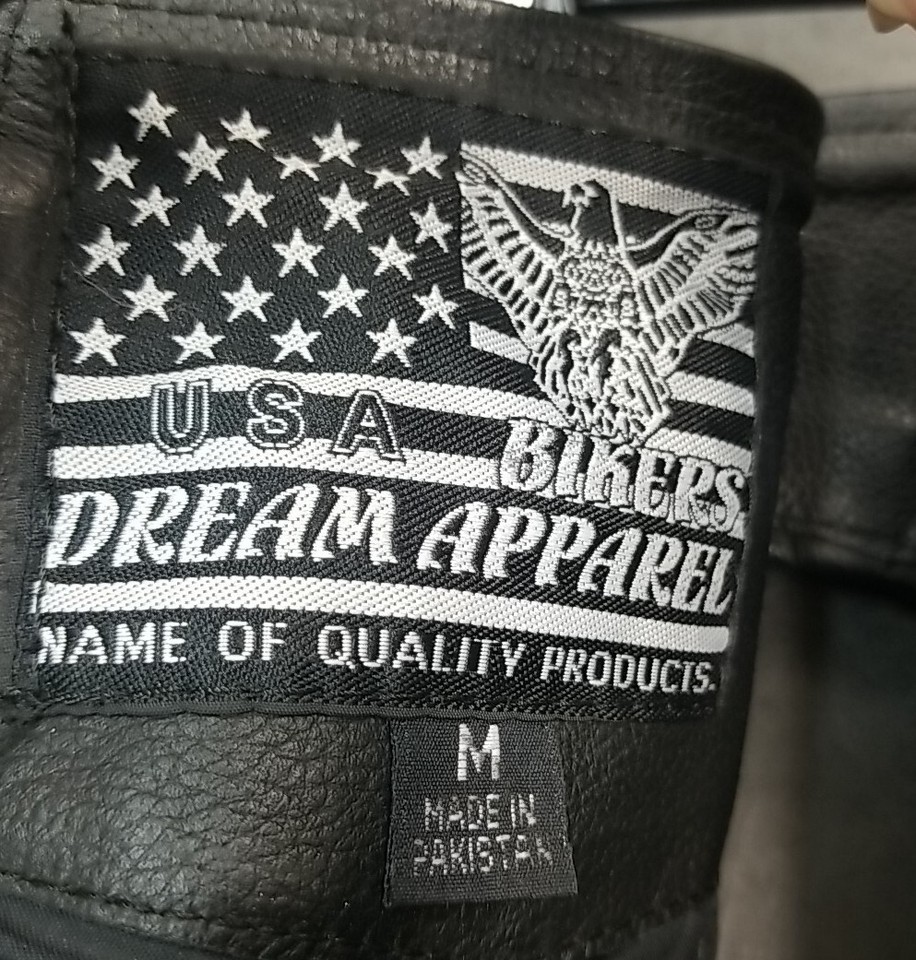 USA
BIKERS
DREAM APPAREL
NAME OF QUALITY PRODUCTS.
M
MADE IN
PAKISTAN